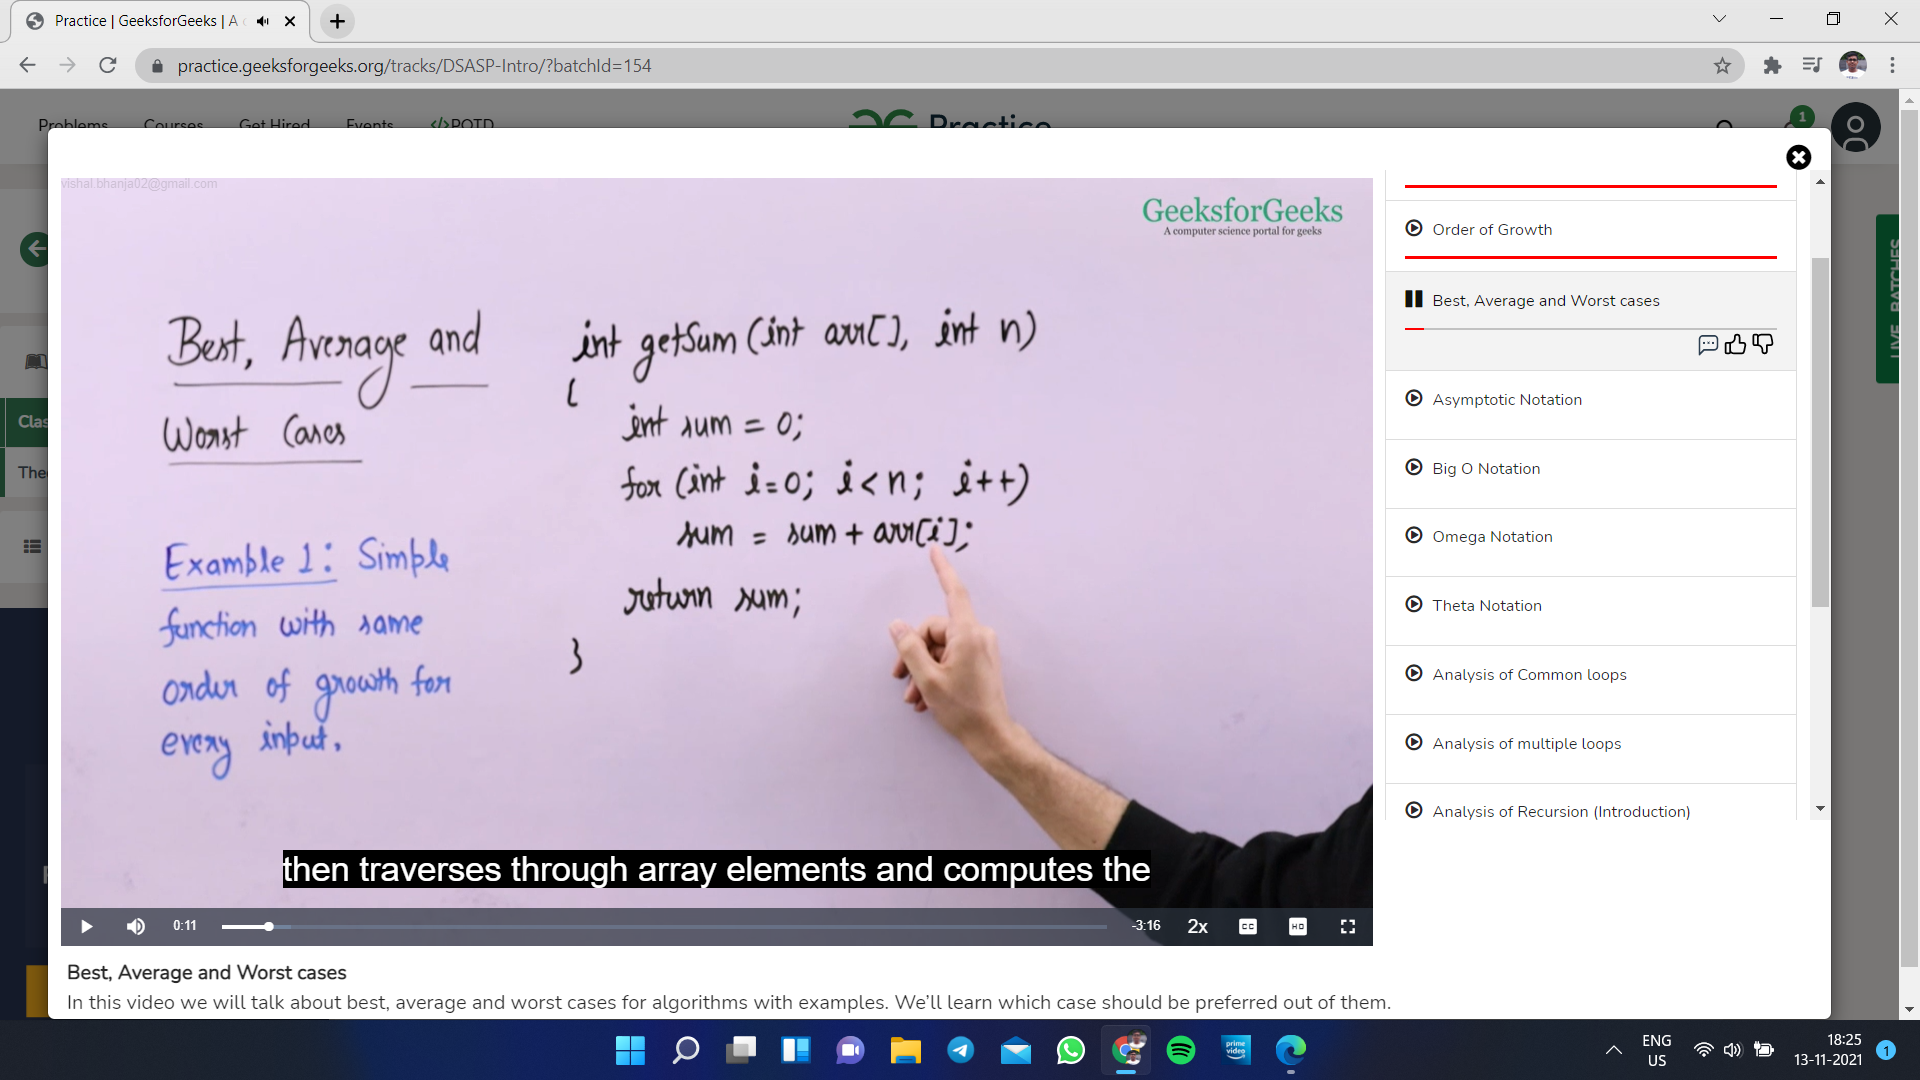 Practice | GeeksforGeeks | A
practice.geeksforgeeks.org/tracks/DSASP-Intro/?batchId=154
Problems
Courses
Get Hired
Events
</>POTD
Practice
1
vishal.bhanja02@gmail.com
GeeksforGeeks
A computer science portal for geeks
Best, Average and
Worst Cases
Example 1: Simple
function with same
order of growth for
every input.
int getSum (int arr[], int n)
{
int sum = 0;
for (int i=0; i<n; i++)
sum = sum + arr[i];
return sum;
}
then traverses through array elements and computes the
0:11
-3:16
2x
CC
HD
Order of Growth
Best, Average and Worst cases
Asymptotic Notation
Big O Notation
Omega Notation
Theta Notation
Analysis of Common loops
Analysis of multiple loops
Analysis of Recursion (Introduction)
LIVE BATCHES
Clas
The
Best, Average and Worst cases
In this video we will talk about best, average and worst cases for algorithms with examples. We'll learn which case should be preferred out of them.
prime video
ENG
US
18:25
13-11-2021
1